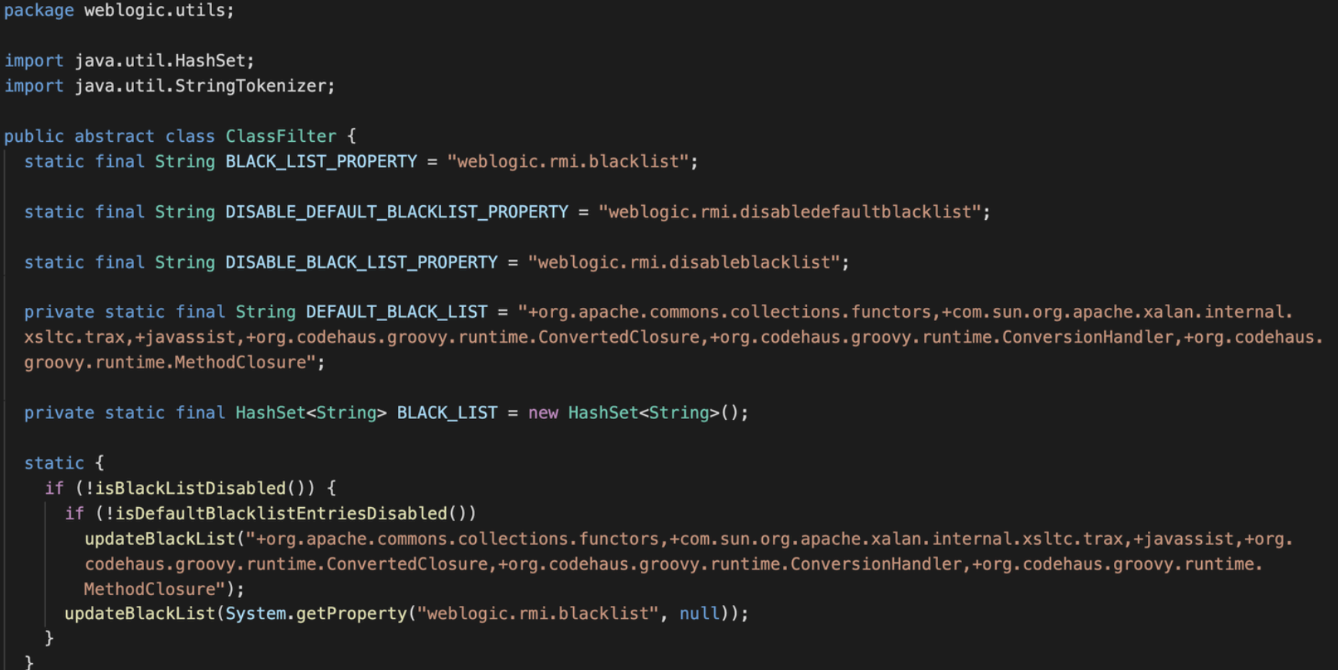 package weblogic.utils;
import java.util.HashSet;
import java.util.StringTokenizer;
public abstract class ClassFilter {
static final String BLACK_LIST_PROPERTY = "weblogic.rmi.blacklist";
static final String DISABLE_DEFAULT_BLACKLIST_PROPERTY = "weblogic.rmi.disabledefaultblacklist";
static final String DISABLE_BLACK_LIST_PROPERTY = "weblogic.rmi.disableblacklist";
private static final String DEFAULT_BLACK_LIST = "+org.apache.commons.collections.functors,+com.sun.org.apache.xalan.internal.
xsltc.trax,+javassist,+org.codehaus.groovy.runtime.ConvertedClosure,+org.codehaus.groovy.runtime.ConversionHandler,+org.codehaus.
groovy.runtime.MethodClosure";
private static final HashSet<String> BLACK_LIST = new HashSet<String>();
static {
if (!isBlackListDisabled()) {
if (!isDefaultBlacklistEntriesDisabled())
updateBlackList("+org.apache.commons.collections.functors,+com.sun.org.apache.xalan.internal.xsltc.trax,+javassist,+org.
codehaus.groovy.runtime.ConvertedClosure,+org.codehaus.groovy.runtime.ConversionHandler,+org.codehaus.groovy.runtime.
MethodClosure");
updateBlackList(System.getProperty("weblogic.rmi.blacklist", null));
}
}